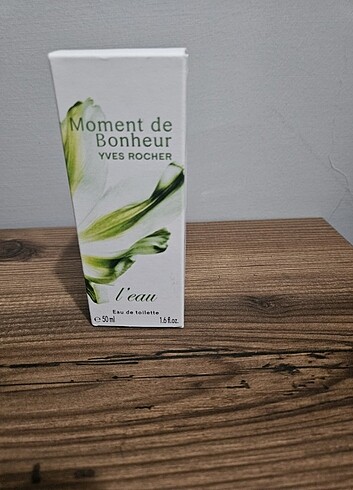 Moment de
Bonheur
YVES ROCHER
l'eau
Eau de toilette
℮ 50 ml 1.6 fl.oz.